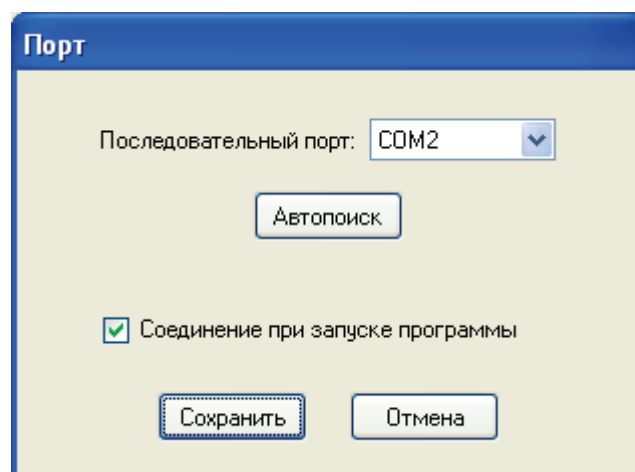 Порт
Последовательный порт: COM2
Автопоиск
Соединение при запуске программы
Сохранить Отмена